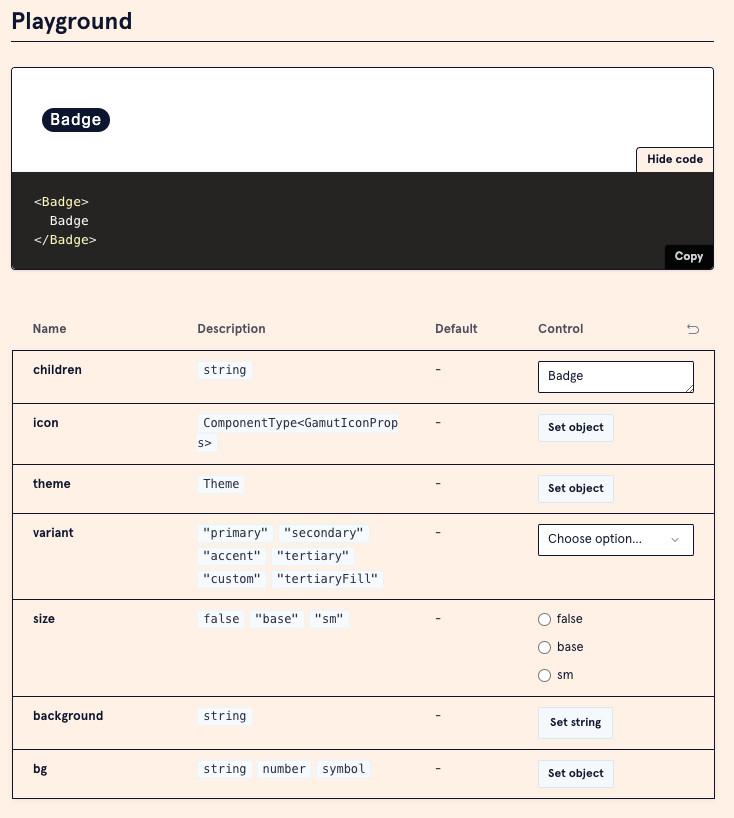 Playground
Badge
Hide code
<Badge>
Badge
</Badge>
Copy
Name Description Default Control
children string - Badge
icon ComponentType<GamutIconProp - Set object
s>
theme Theme - Set object
variant "primary" "secondary" - Choose option...
"accent" "tertiary"
"custom" "tertiaryFill"
size false "base" "sm" - false
base
sm
background string - Set string
bg string number symbol - Set object